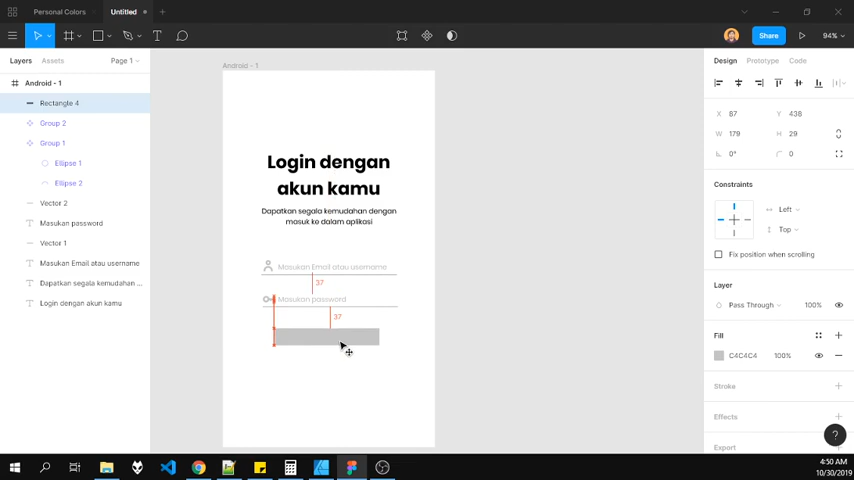 Personal Colors
Untitled
Share
94%
Layers
Assets
Page 1
Design
Prototype
Code
Android - 1
Rectangle 4
Group 2
Group 1
Ellipse 1
Ellipse 2
Vector 2
Masukan password
Vector 1
Masukan Email atau username
Dapatkan segala kemudahan ...
Login dengan akun kamu
Android - 1
Login dengan
akun kamu
Dapatkan segala kemudahan dengan
masuk ke dalam aplikasi
Masukan Email atau username
37
Masukan password
37
X 87 Y 438
W 179 H 29
0° 0
Constraints
Left
Top
Fix position when scrolling
Layer
Pass Through 100%
Fill
C4C4C4 100%
Stroke
Effects
Export
?
4:50 AM
10/30/2019